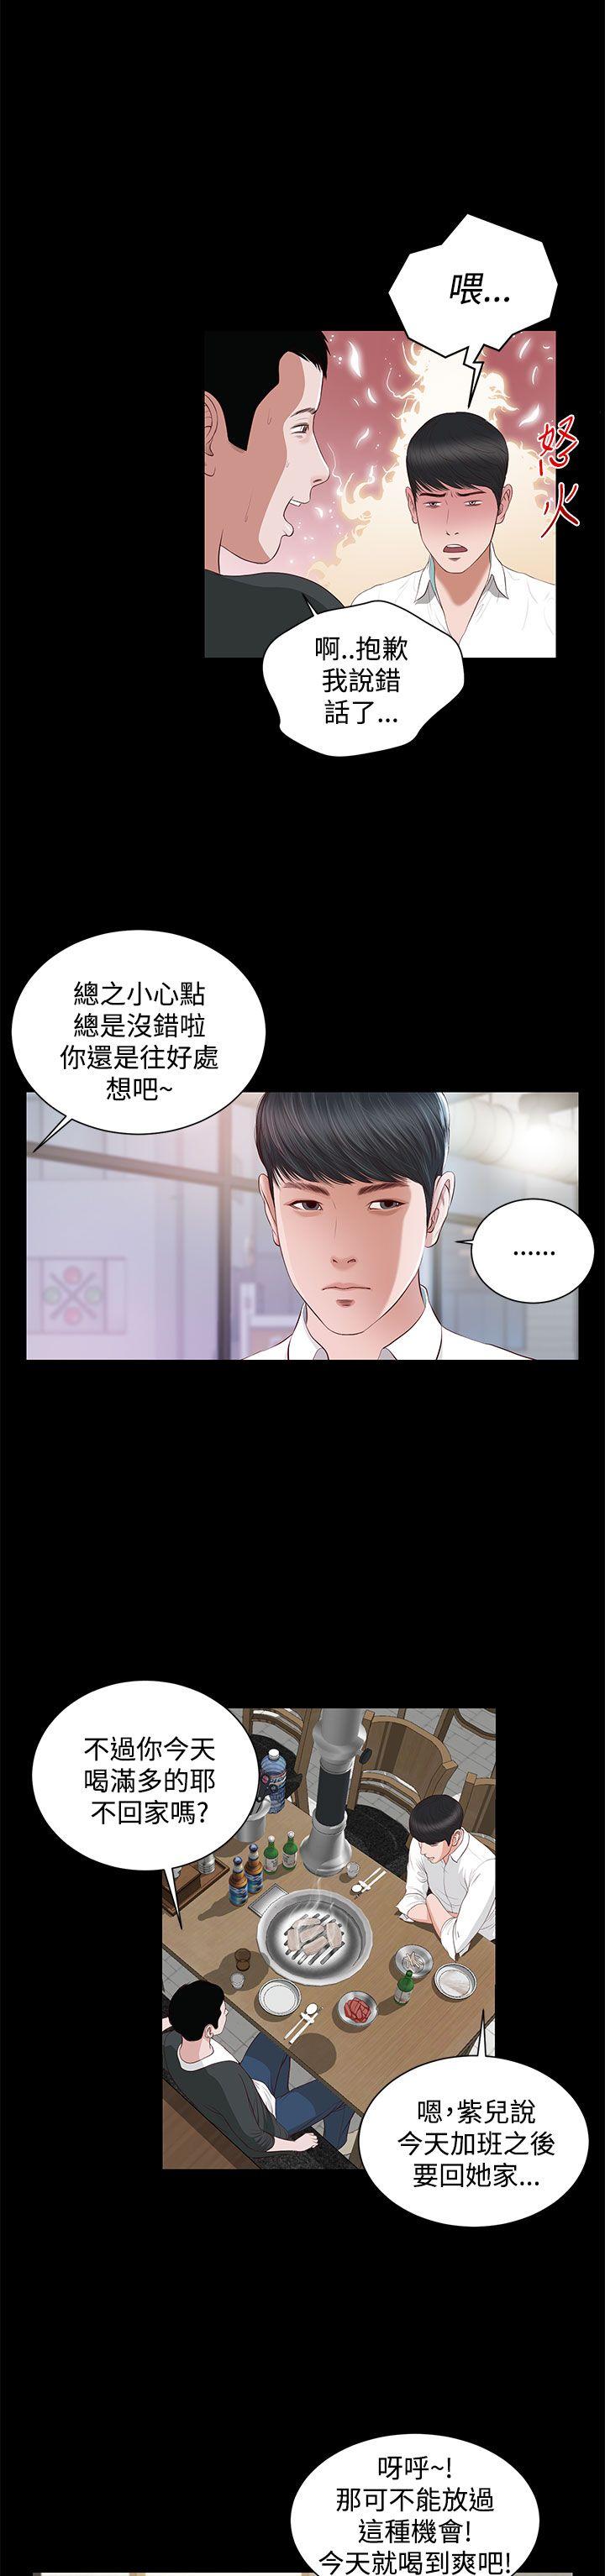 喂...
怒
火
啊..抱歉
我說錯
話了...
總之小心點
總是沒錯啦
你還是往好處
想吧~
......
不過你今天
喝滿多的耶
不回家嗎?
嗯,紫兒說
今天加班之後
要回她家...
呀呼~!
那可不能放過
這種機會!
今天就喝到爽吧!